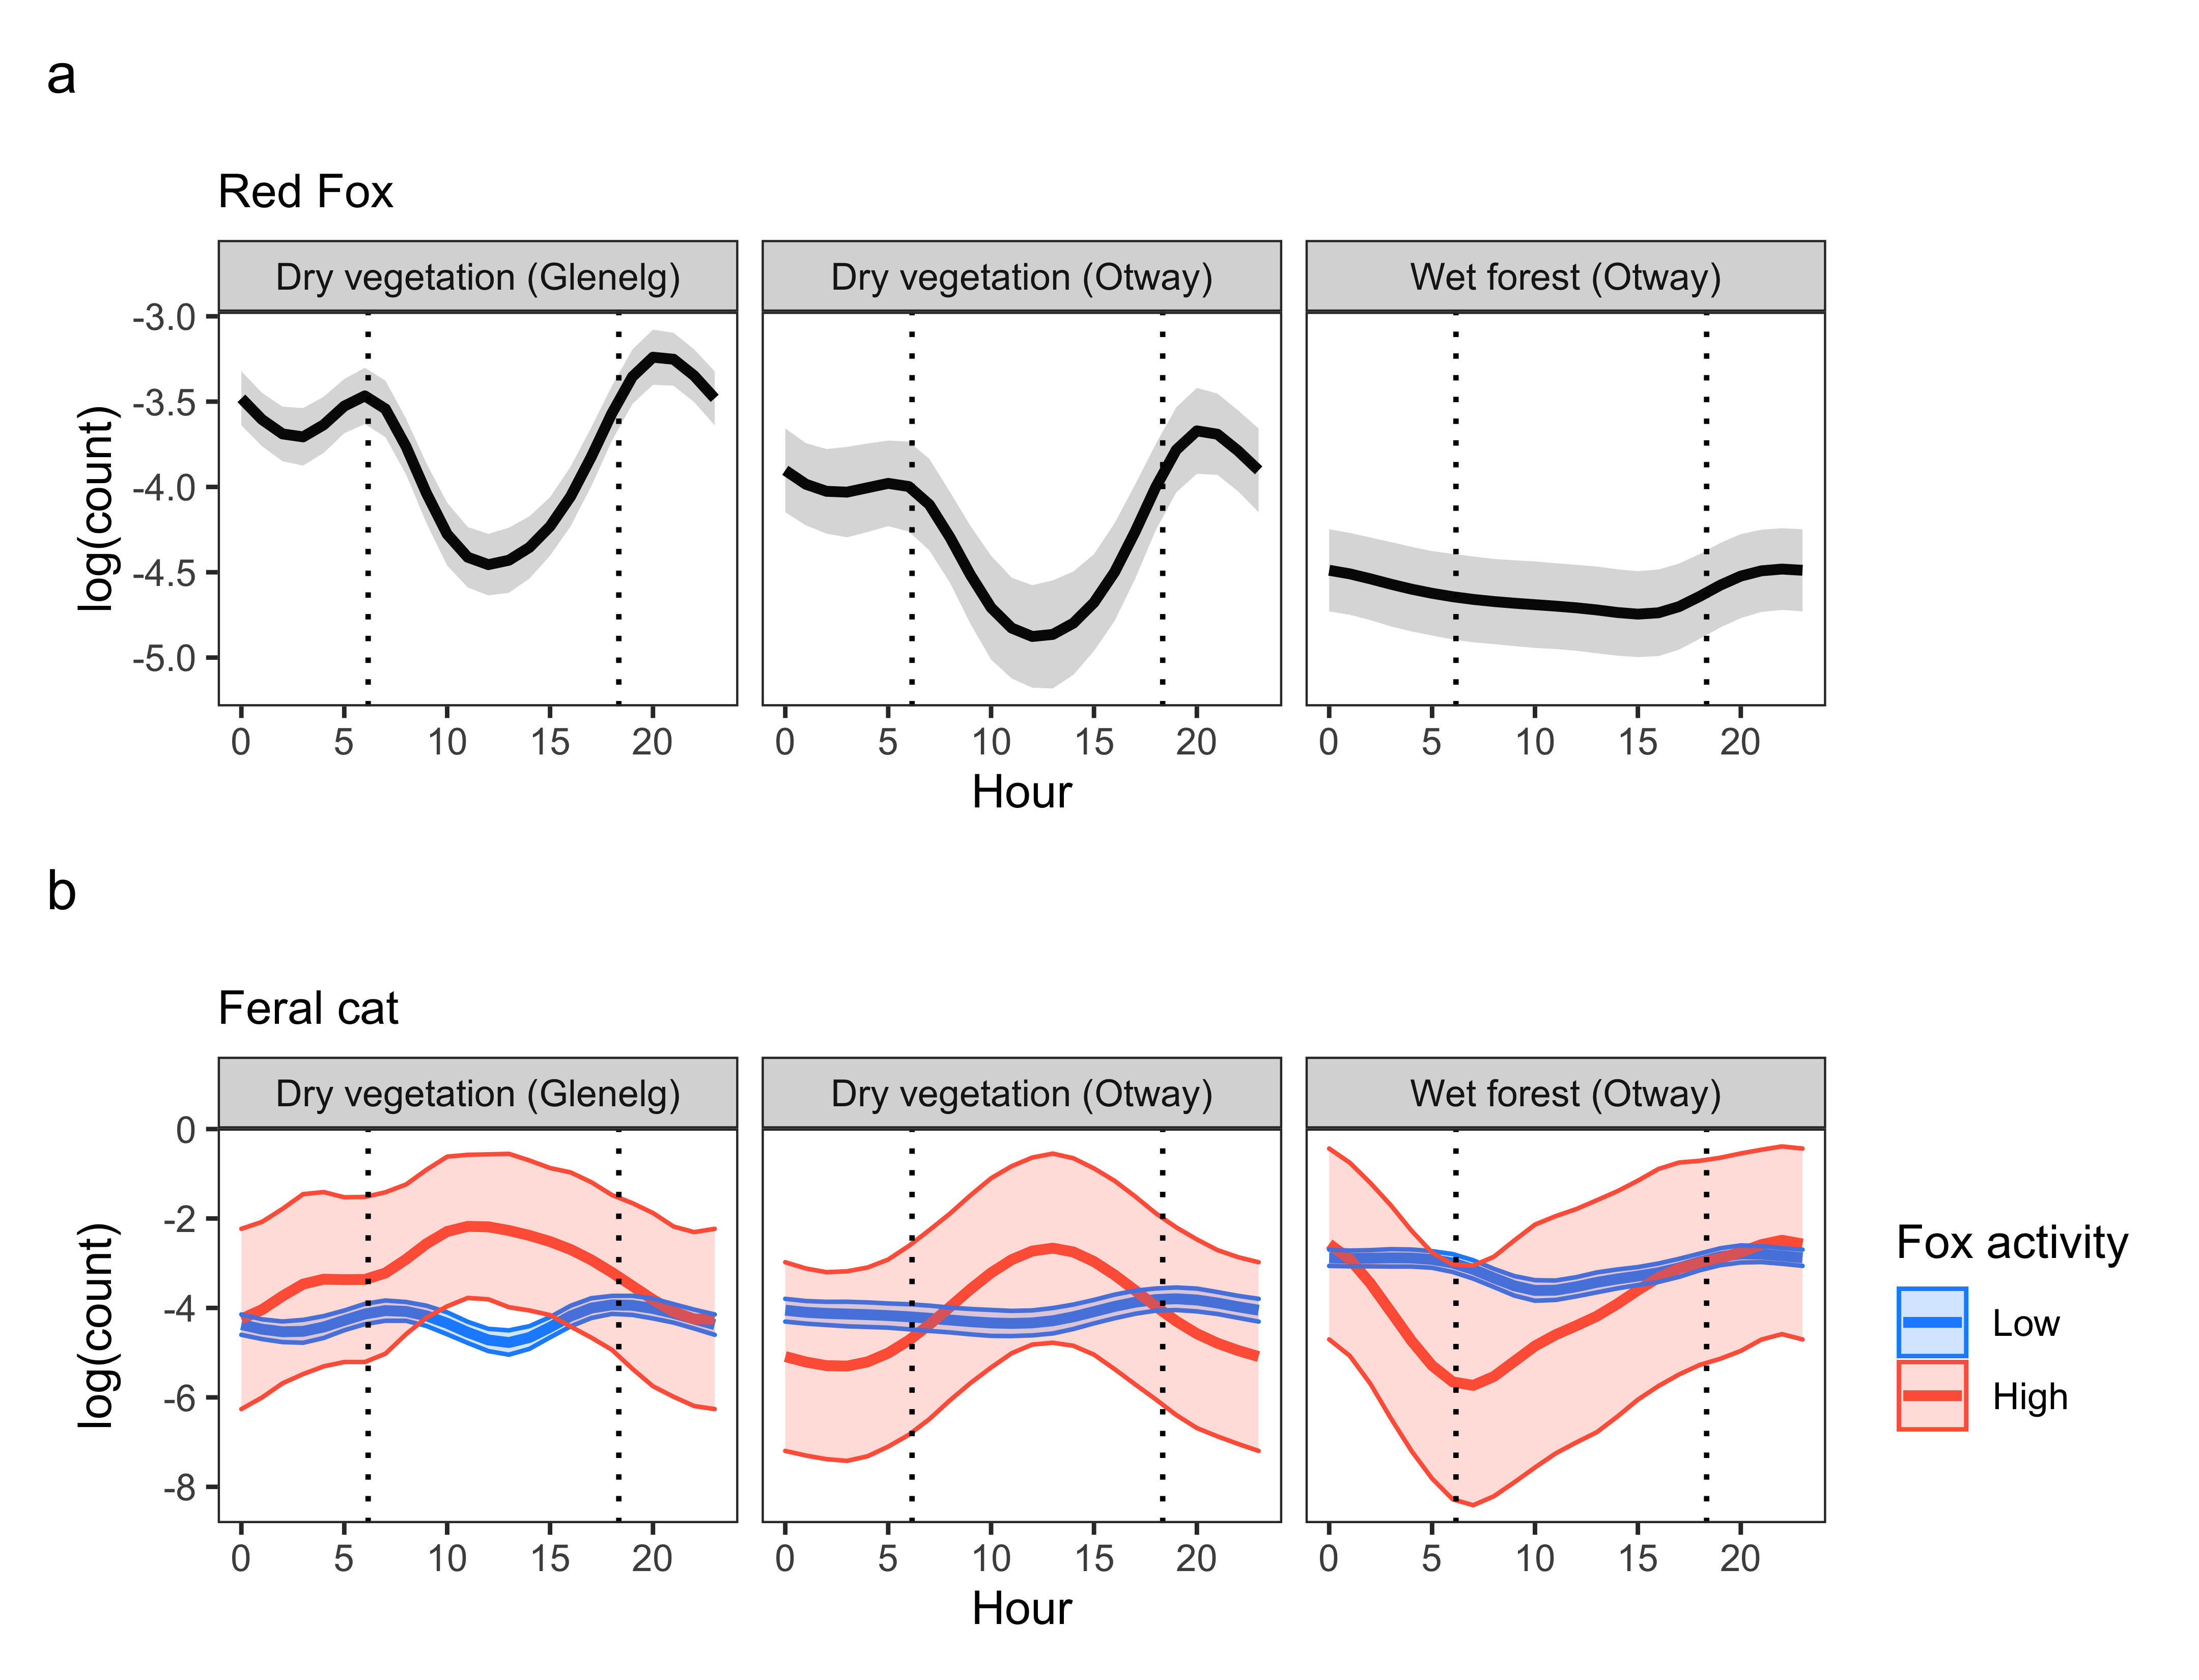 a
Red Fox
Dry vegetation (Glenelg) Dry vegetation (Otway) Wet forest (Otway)
-3.0
-3.5
-4.0
-4.5
-5.0
log(count)
0 5 10 15 20 0 5 10 15 20 0 5 10 15 20
Hour
b
Feral cat
Dry vegetation (Glenelg) Dry vegetation (Otway) Wet forest (Otway)
0
-2
-4
-6
-8
log(count)
Fox activity
Low
High
0 5 10 15 20 0 5 10 15 20 0 5 10 15 20
Hour